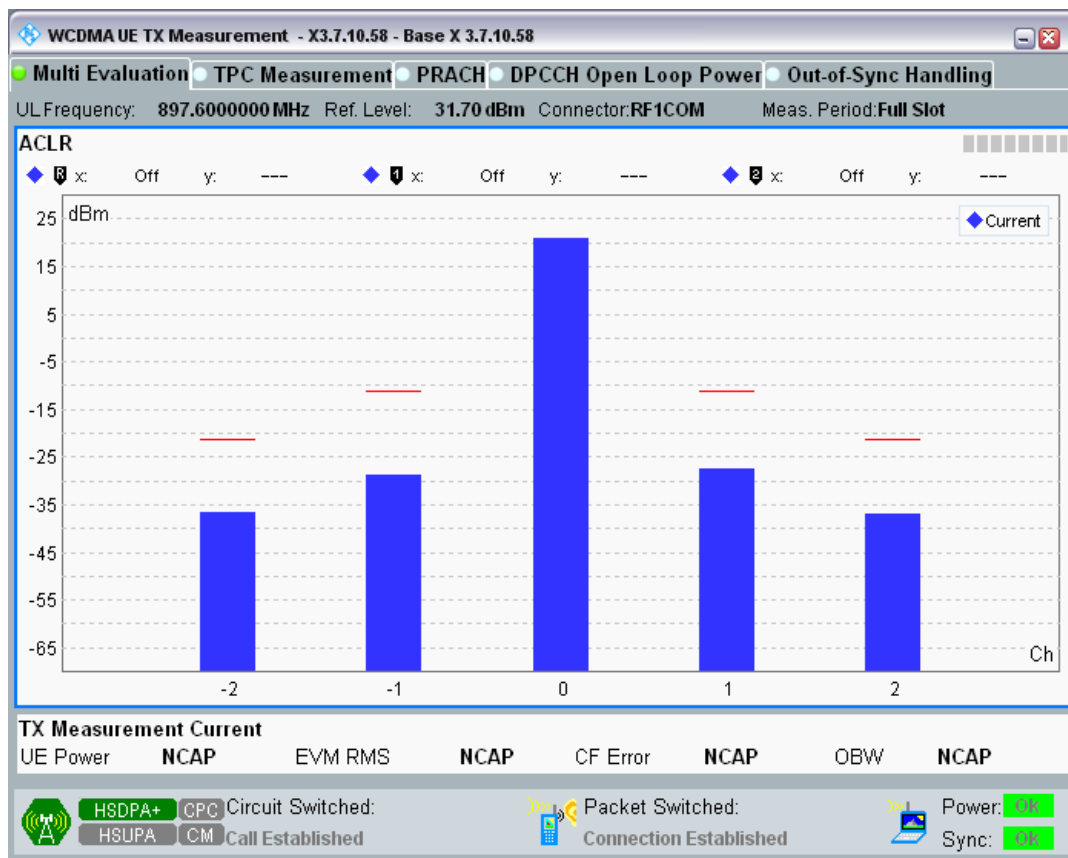 WCDMA UE TX Measurement - X3.7.10.58 - Base X 3.7.10.58
Multi Evaluation TPC Measurement PRACH DPCCH Open Loop Power Out-of-Sync Handling
UL Frequency: 897.6000000 MHz Ref. Level: 31.70 dBm Connector:RF1COM Meas. Period:Full Slot
ACLR
R x: Off y: --- 1 x: Off y: --- 2 x: Off y: ---
dBm
Current
25
15
5
-5
-15
-25
-35
-45
-55
-65
Ch
-2 -1 0 1 2
TX Measurement Current
UE Power NCAP EVM RMS NCAP CF Error NCAP OBW NCAP
HSDPA+ CPC Circuit Switched: Packet Switched: Power: OK
HSUPA CM Call Established Connection Established Sync: OK